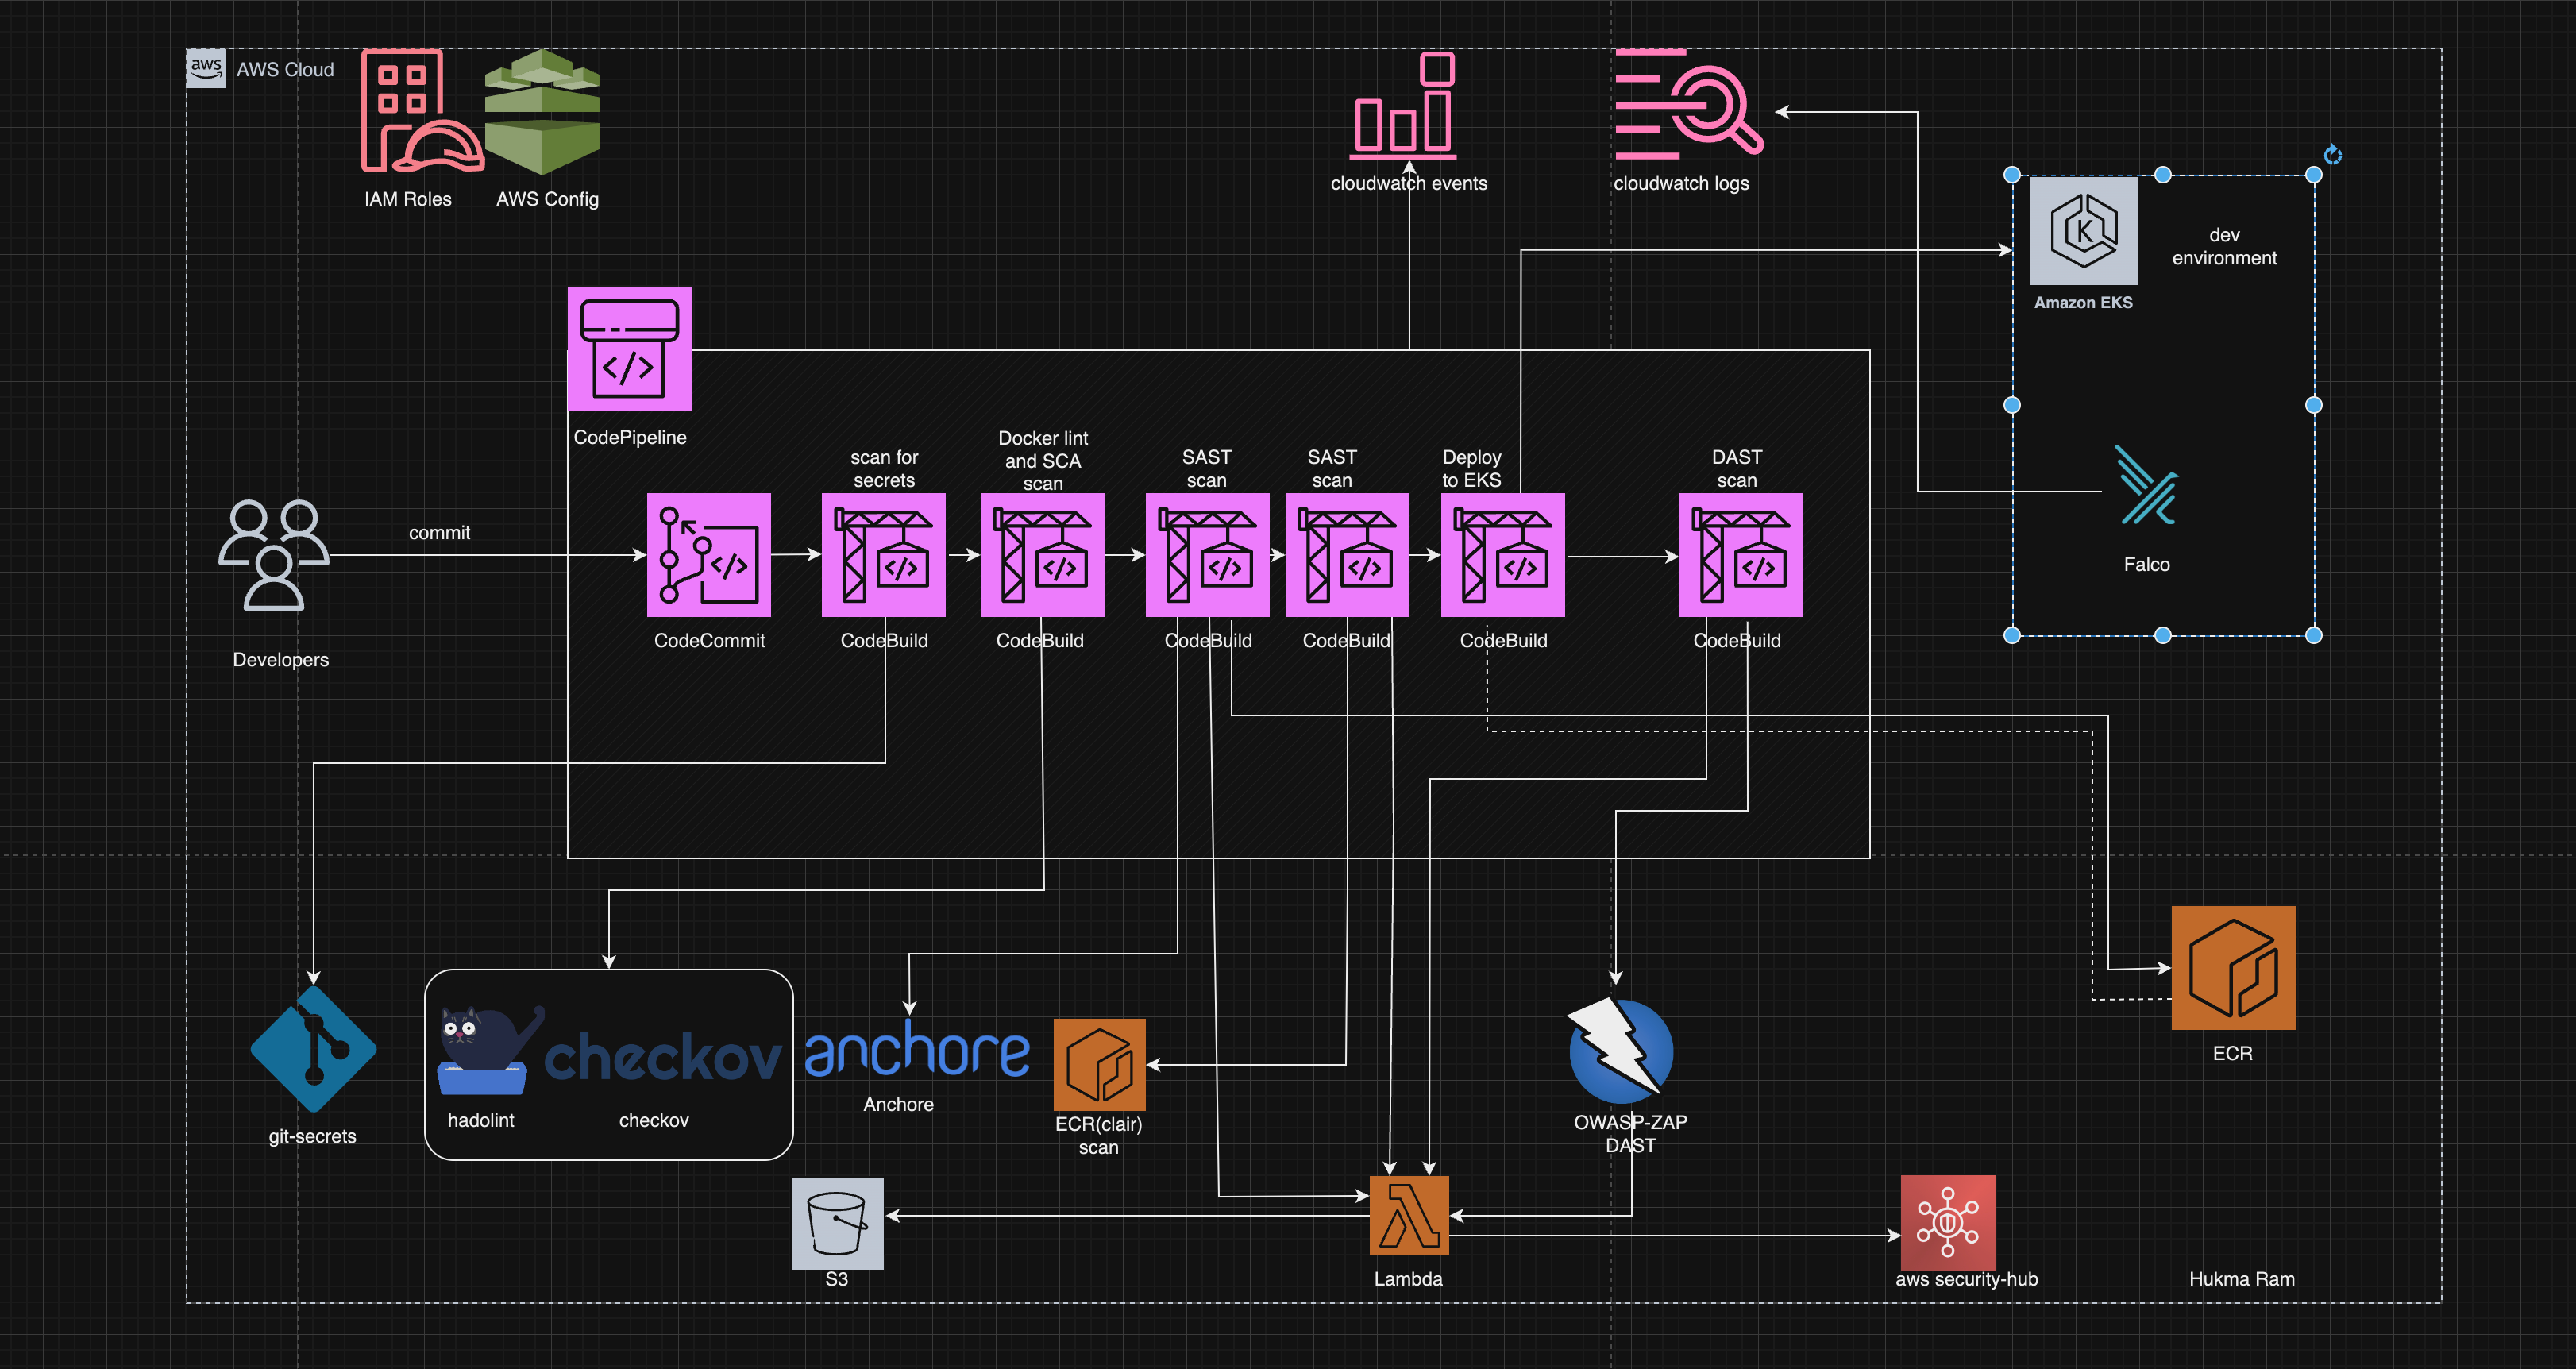 aws
AWS Cloud
IAM Roles
AWS Config
cloudwatch events
cloudwatch logs
K
Amazon EKS
dev
environment
Falco
</>
CodePipeline
Developers
commit
</>
CodeCommit
scan for
secrets
</>
CodeBuild
Docker lint
and SCA
scan
</>
CodeBuild
SAST
scan
</>
CodeBuild
SAST
scan
</>
CodeBuild
Deploy
to EKS
</>
CodeBuild
DAST
scan
</>
CodeBuild
git-secrets
hadolint
checkov
checkov
anchore
Anchore
ECR(clair)
scan
OWASP-ZAP
DAST
ECR
S3
Lambda
aws security-hub
Hukma Ram